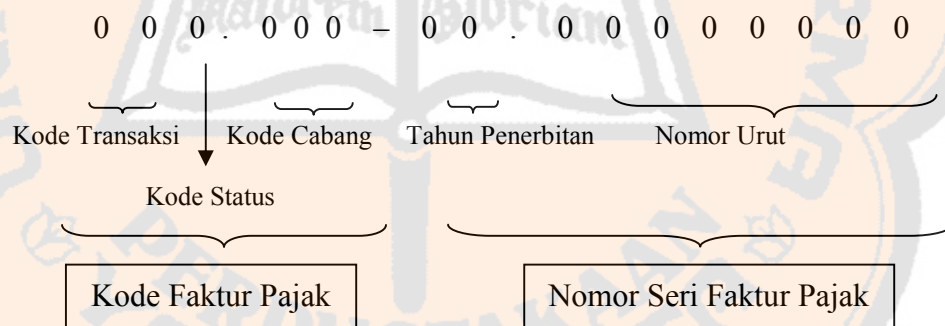 0 0 0 . 0 0 0 – 0 0 . 0 0 0 0 0 0 0
Kode Transaksi Kode Cabang Tahun Penerbitan Nomor Urut
Kode Status
Kode Faktur Pajak Nomor Seri Faktur Pajak